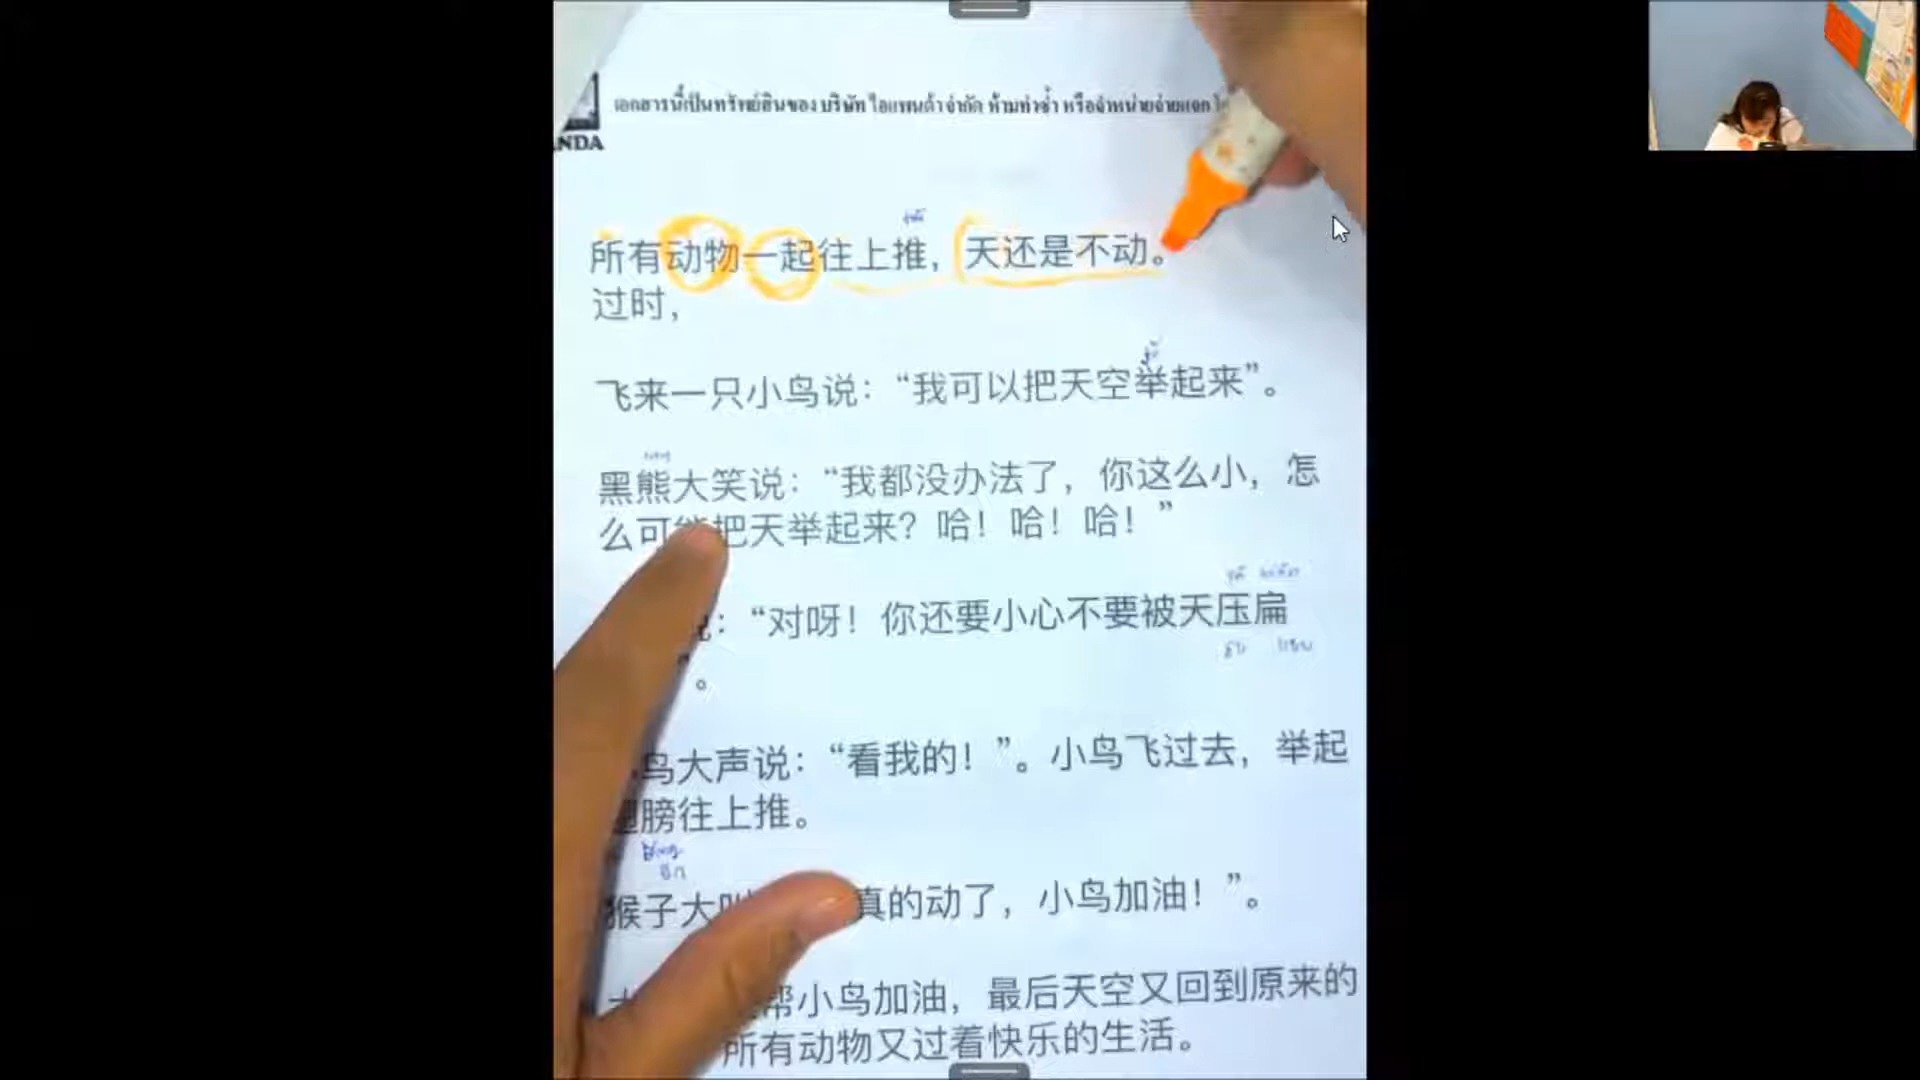 เอกสารนี้เป็นทรัพย์สินของ บริษัท ไอแพนด้า จำกัด ห้ามทำซ้ำ หรือจำหน่ายจ่ายแจก
NDA
所有动物一起往上推，天还是不动。
过时，
飞来一只小鸟说：“我可以把天空举起来”。
黑熊大笑说：“我都没办法了，你这么小，怎
么可能把天举起来？哈！哈！哈！”
：“对呀！你还要小心不要被天压扁
”。
鸟大声说：“看我的！”。小鸟飞过去，举起
膀往上推。
猴子大 真的动了，小鸟加油！”。
帮小鸟加油，最后天空又回到原来的
所有动物又过着快乐的生活。